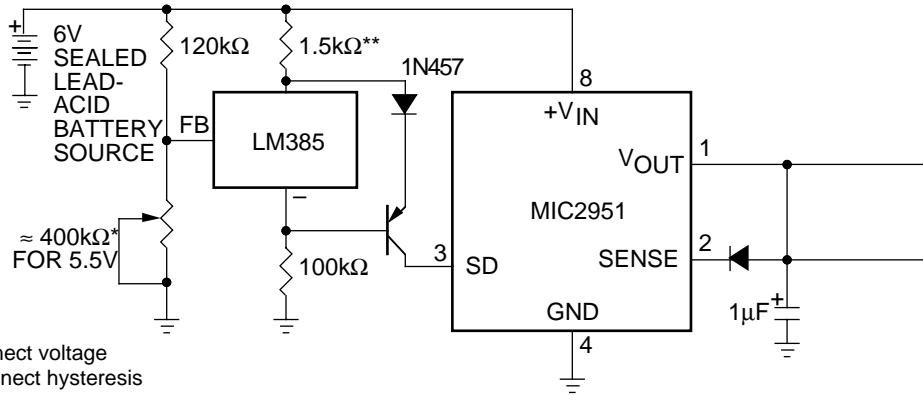 +
6V
SEALED
LEAD-
ACID
BATTERY
SOURCE
120kΩ
1.5kΩ**
1N457
FB
LM385
–
≈ 400kΩ*
FOR 5.5V
100kΩ
8
+VIN
VOUT
1
MIC2951
3
SD
SENSE
2
GND
4
1µF
+
nect voltage
nnect hysteresis